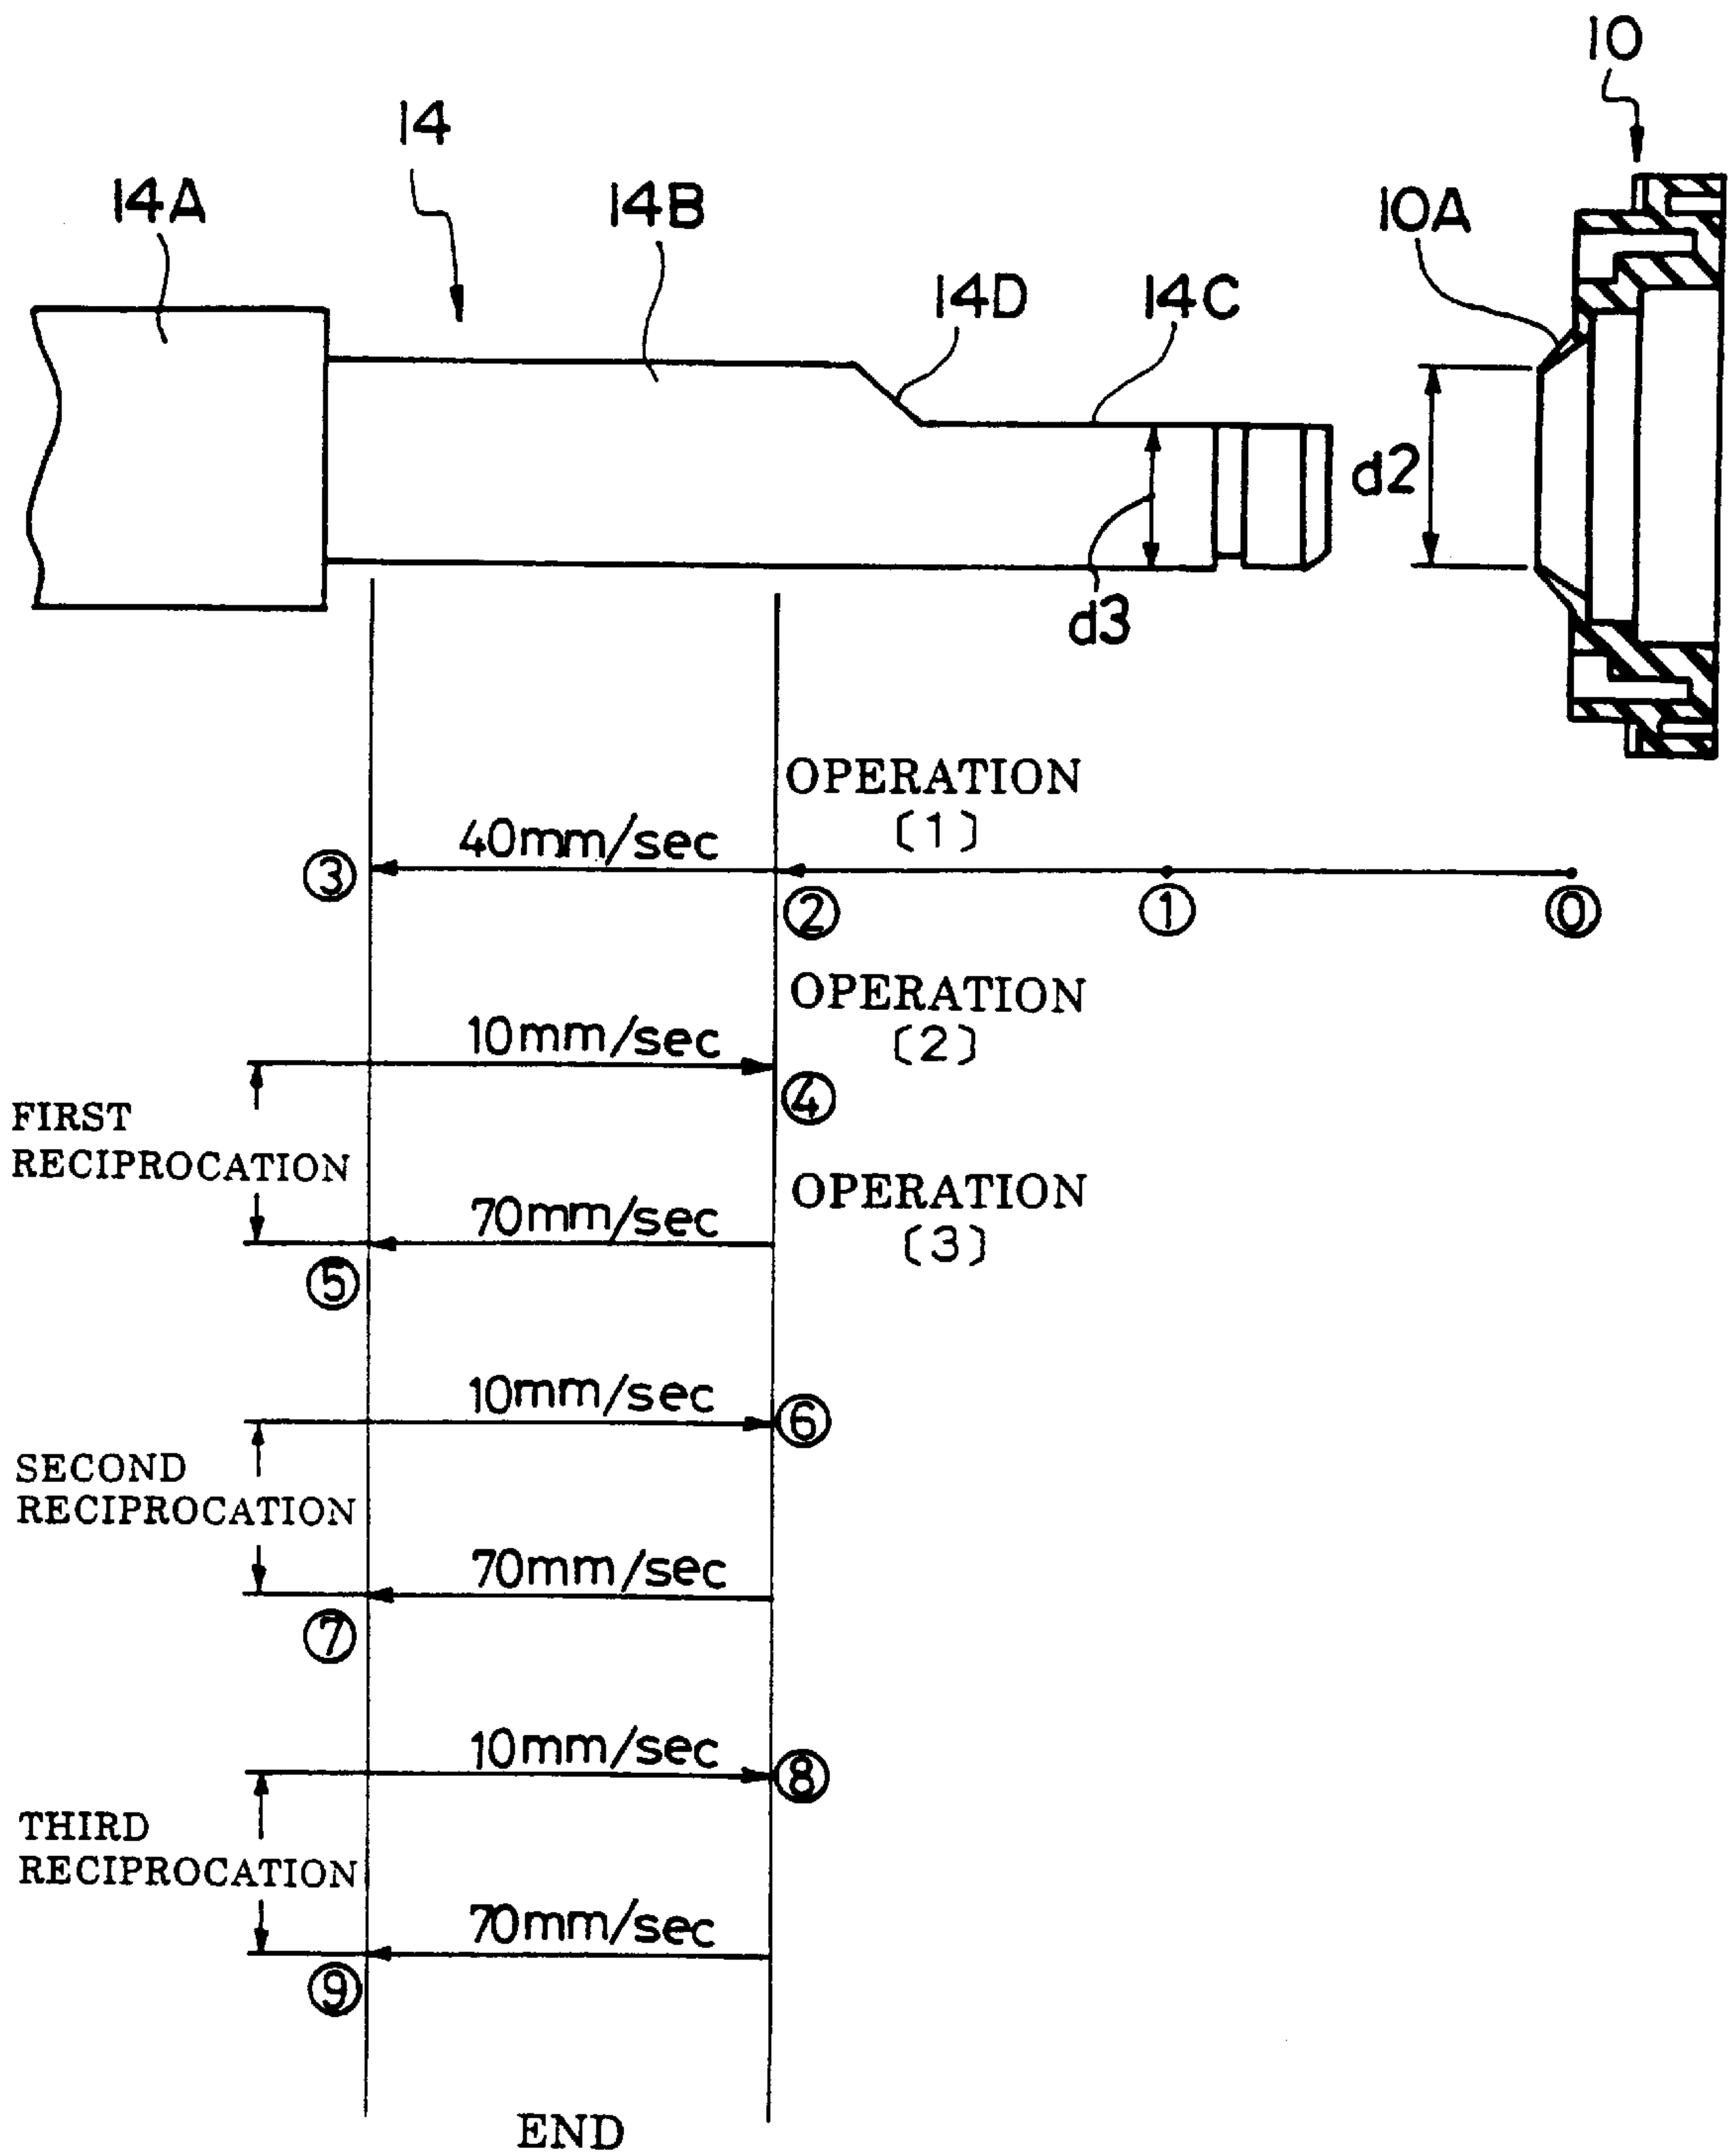 10
14
14A
14B
10A
14D
14C
d2
d3
OPERATION
〔1〕
40mm/sec
③
②
①
⓪
OPERATION
〔2〕
10mm/sec
④
FIRST
RECIPROCATION
OPERATION
〔3〕
70mm/sec
⑤
10mm/sec
⑥
SECOND
RECIPROCATION
70mm/sec
⑦
10mm/sec
⑧
THIRD
RECIPROCATION
70mm/sec
⑨
END